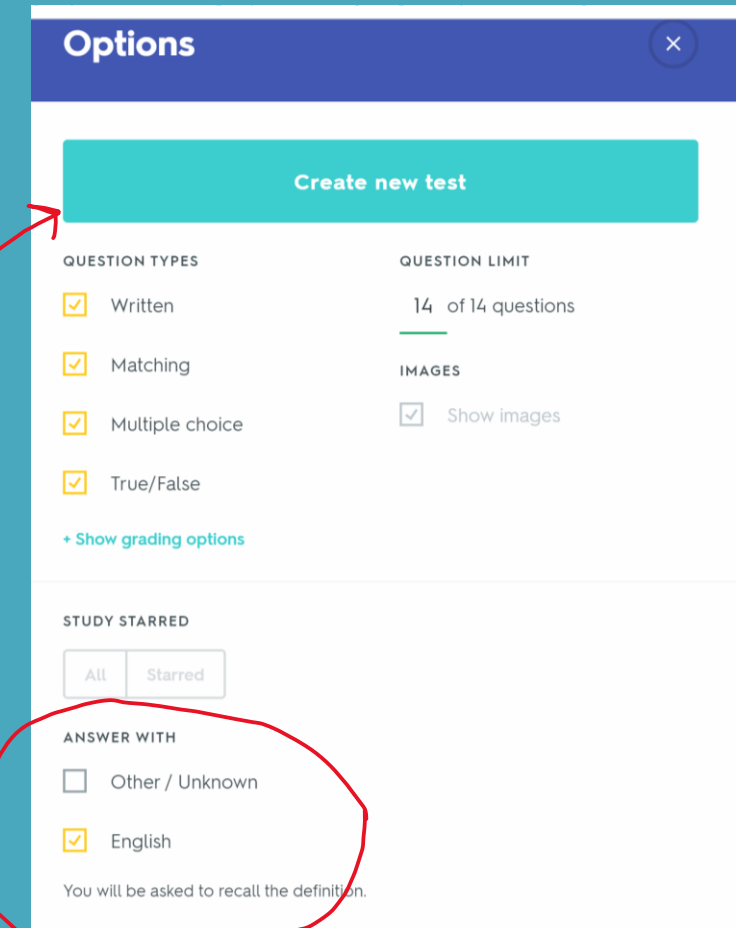 Options
Create new test
QUESTION TYPES
Written
Matching
Multiple choice
True/False
+ Show grading options
QUESTION LIMIT
14 of 14 questions
IMAGES
Show images
STUDY STARRED
All Starred
ANSWER WITH
Other / Unknown
English
You will be asked to recall the definition.